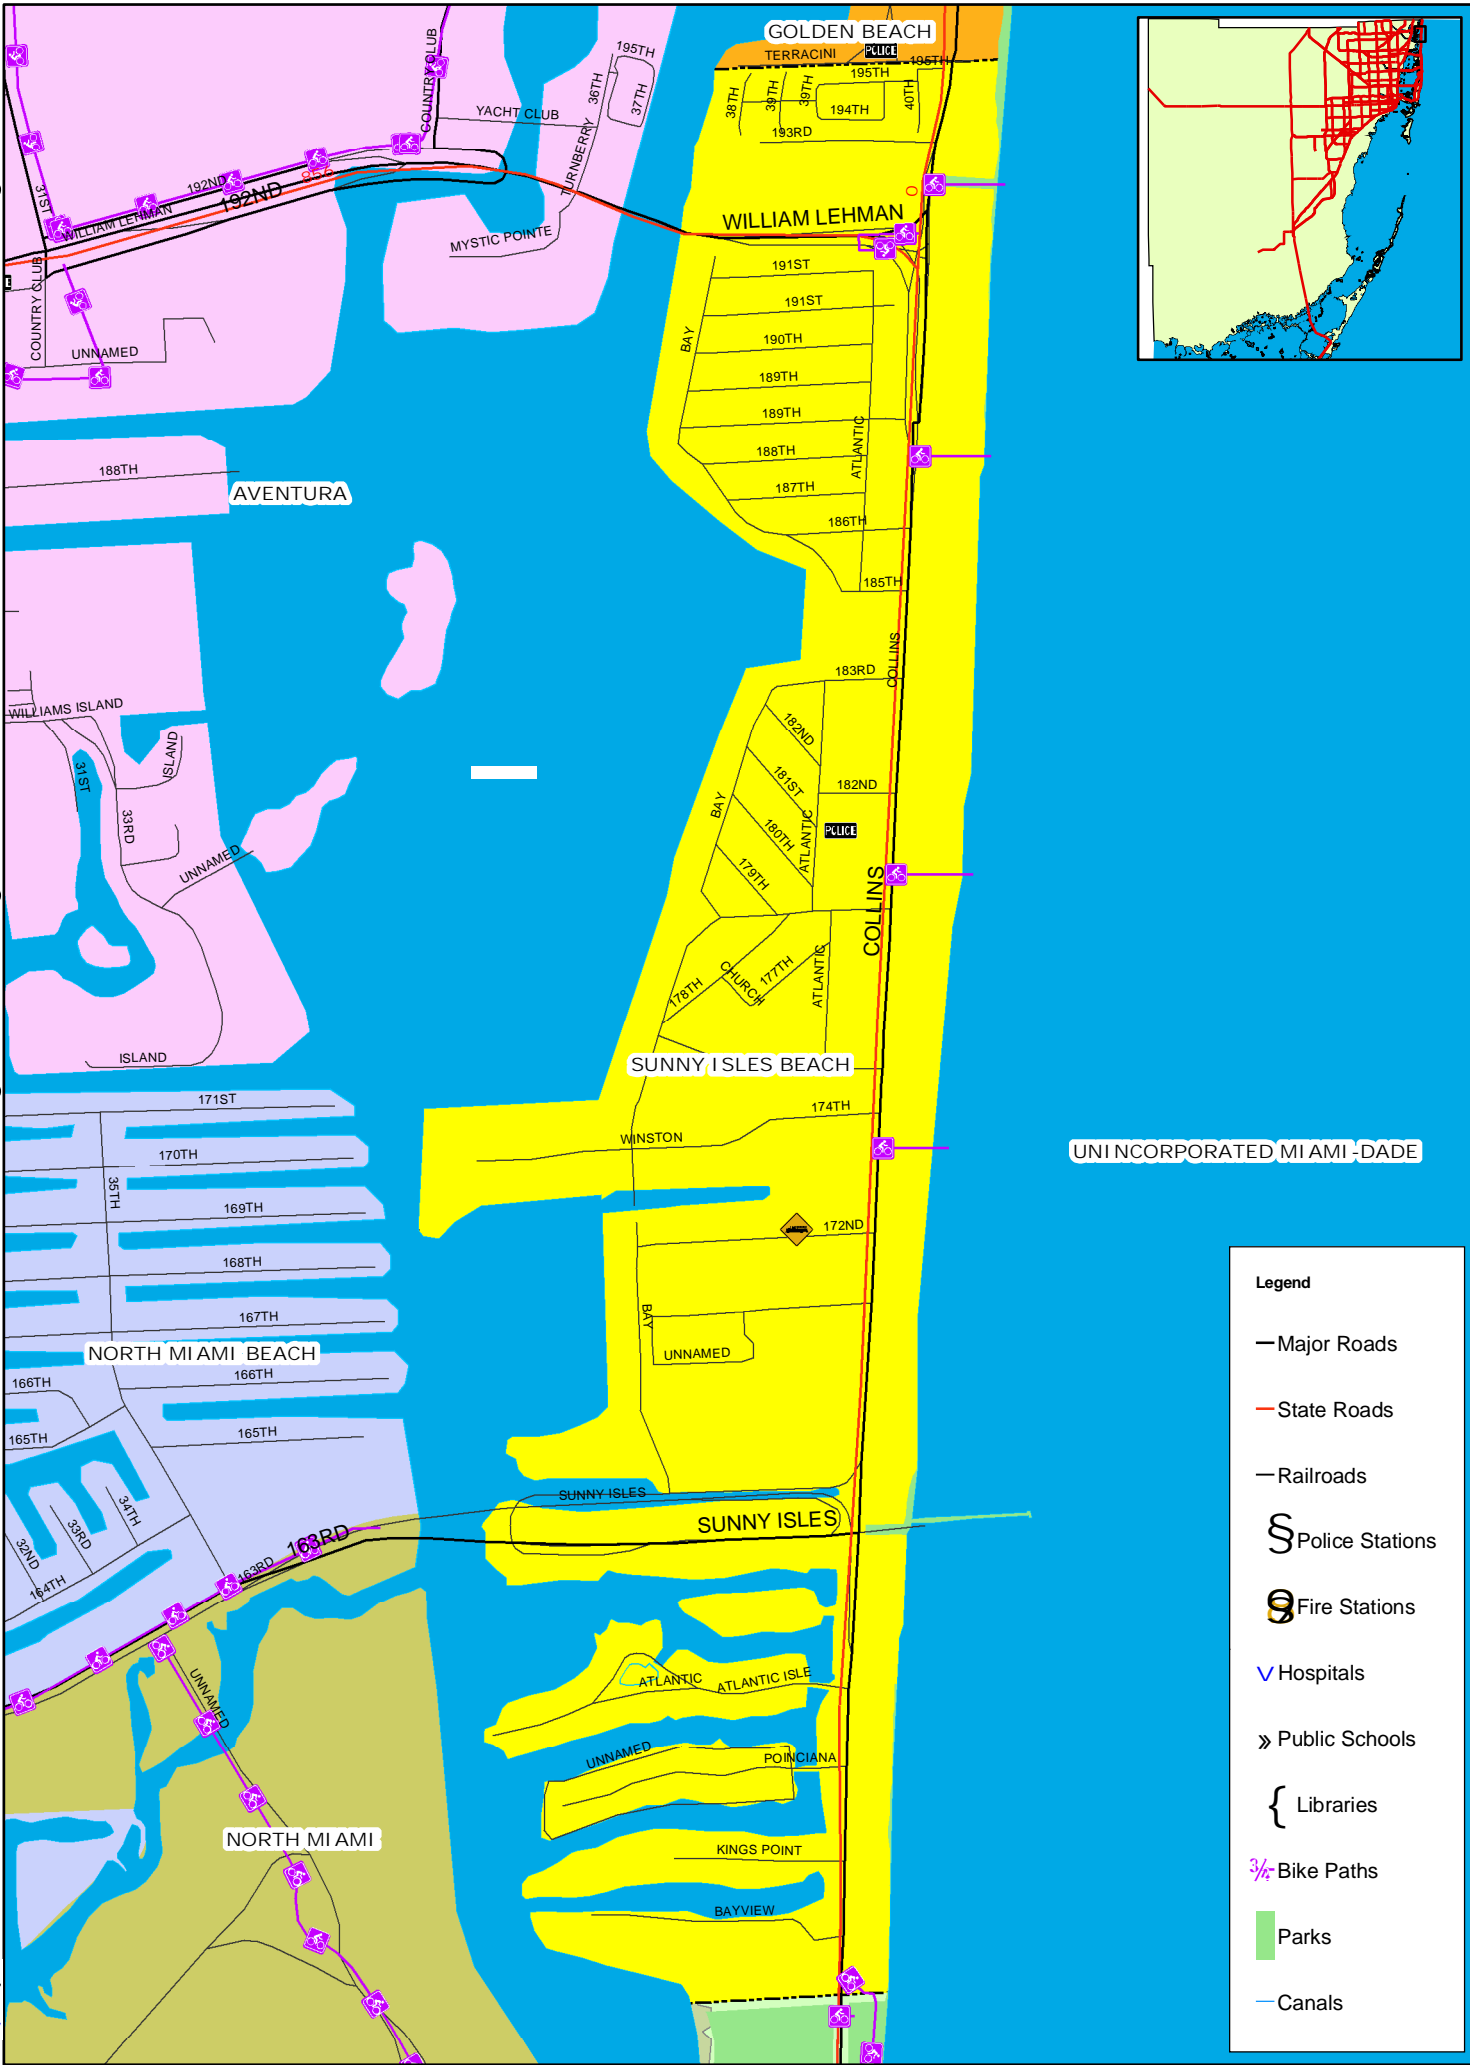 GOLDEN BEACH
TERRACINI
POLICE
195TH
195TH
195TH
COUNTRY CLUB
36TH
37TH
38TH
39TH
39TH
40TH
194TH
193RD
YACHT CLUB
TURNBERRY
31ST
192ND
856
192ND
WILLIAM LEHMAN
WILLIAM LEHMAN
MYSTIC POINTE
COUNTRY CLUB
UNNAMED
191ST
191ST
BAY
190TH
189TH
189TH
188TH
ATLANTIC
187TH
186TH
185TH
188TH
AVENTURA
COLLINS
183RD
WILLIAMS ISLAND
ISLAND
31ST
33RD
UNNAMED
182ND
181ST
182ND
BAY
180TH
ATLANTIC
POLICE
179TH
COLLINS
178TH
CHURCH
177TH
ATLANTIC
ISLAND
SUNNY ISLES BEACH
171ST
174TH
WINSTON
170TH
UNINCORPORATED MIAMI-DADE
35TH
169TH
172ND
168TH
BAY
167TH
UNNAMED
NORTH MIAMI BEACH
166TH
166TH
165TH
165TH
SUNNY ISLES
SUNNY ISLES
34TH
33RD
32ND
164TH
163RD
163RD
UNNAMED
ATLANTIC
ATLANTIC ISLE
UNNAMED
POINCIANA
NORTH MIAMI
KINGS POINT
BAYVIEW
Legend
Major Roads
State Roads
Railroads
§ Police Stations
Fire Stations
V Hospitals
» Public Schools
{ Libraries
¾ Bike Paths
Parks
Canals